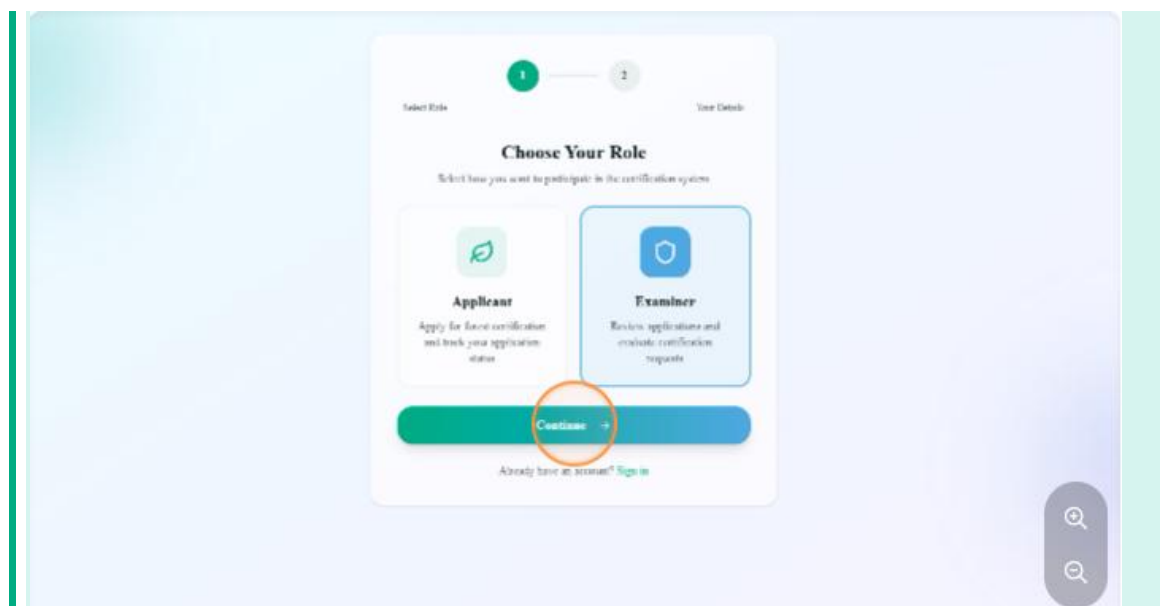 1
2
Select Role
Your Details
Choose Your Role
Select how you want to participate in the certification system
Applicant
Apply for forest certification
and track your application
status
Examiner
Review applications and
evaluate certification
requests
Continue →
Already have an account? Sign in